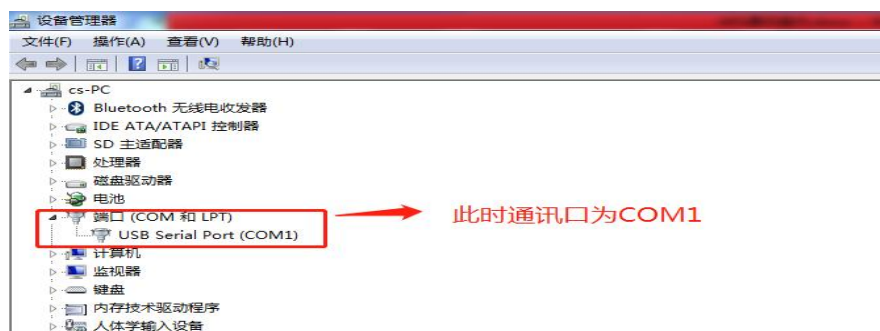 设备管理器
文件(F) 操作(A) 查看(V) 帮助(H)
cs-PC
Bluetooth 无线电收发器
IDE ATA/ATAPI 控制器
SD 主适配器
处理器
磁盘驱动器
电池
端口 (COM 和 LPT)
USB Serial Port (COM1)
此时通讯口为COM1
计算机
监视器
键盘
内存技术驱动程序
人体学输入设备